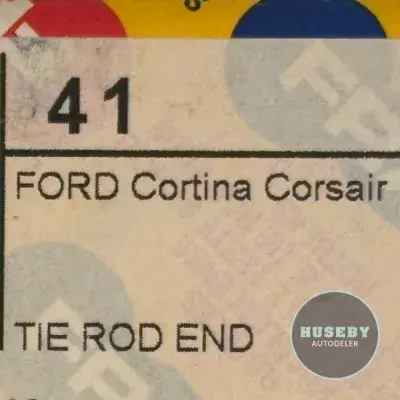 41
FORD Cortina Corsair
TIE ROD END
HUSEBY
AUTODELER